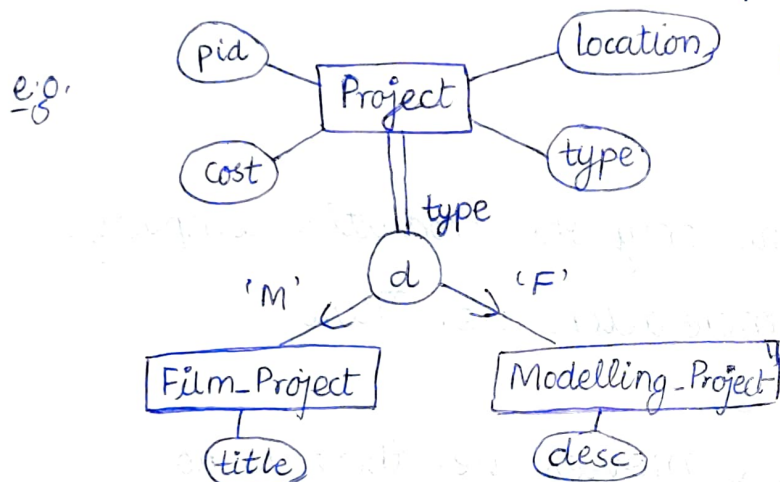 pid
location
e.g.
Project
cost
type
type
d
'M'
'F'
Film_Project
Modelling_Project
title
desc